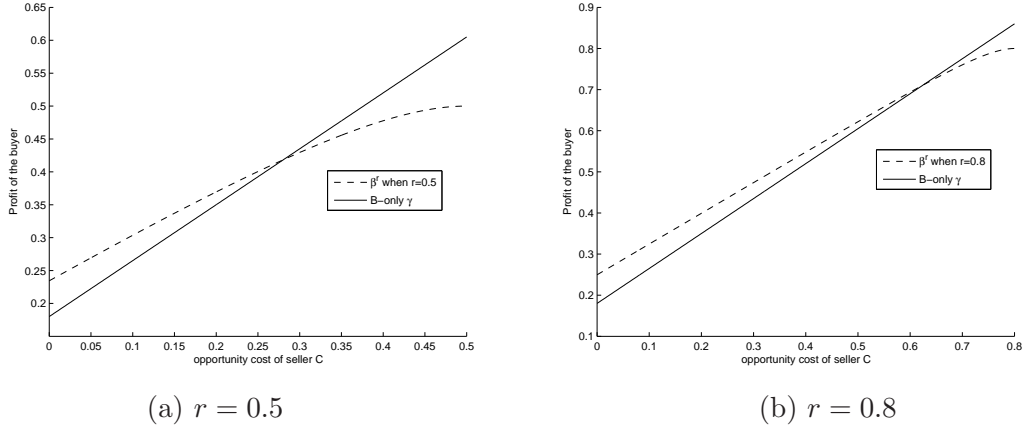 0.65
0.6
0.55
0.5
0.45
0.4
0.35
0.3
0.25
0.2
Profit of the buyer
βʳ when r=0.5
B−only γ
0 0.05 0.1 0.15 0.2 0.25 0.3 0.35 0.4 0.45 0.5
opportunity cost of seller C
(a) r = 0.5
0.9
0.8
0.7
0.6
0.5
0.4
0.3
0.2
0.1
Profit of the buyer
βʳ when r=0.8
B−only γ
0 0.1 0.2 0.3 0.4 0.5 0.6 0.7 0.8
opportunity cost of seller C
(b) r = 0.8